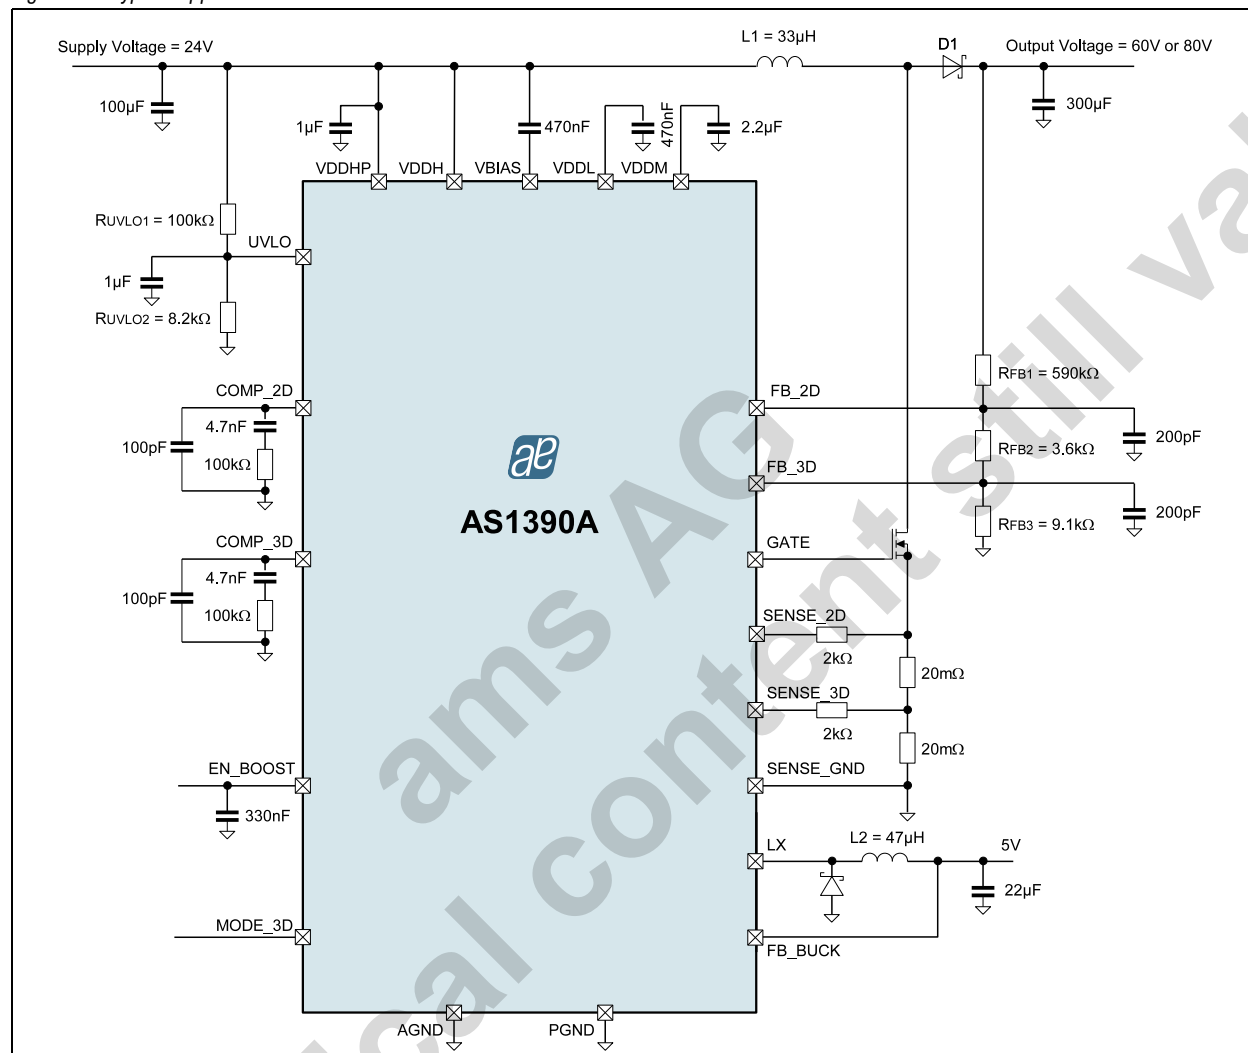 Supply Voltage = 24V
L1 = 33µH
D1
Output Voltage = 60V or 80V
100µF
1µF
470nF
470nF
2.2µF
300µF
VDDHP
VDDH
VBIAS
VDDL
VDDM
RUVLO1 = 100kΩ
UVLO
1µF
RUVLO2 = 8.2kΩ
COMP_2D
4.7nF
100pF
100kΩ
COMP_3D
4.7nF
100pF
100kΩ
EN_BOOST
330nF
MODE_3D
AS1390A
RFB1 = 590kΩ
FB_2D
200pF
RFB2 = 3.6kΩ
FB_3D
200pF
RFB3 = 9.1kΩ
GATE
SENSE_2D
2kΩ
20mΩ
SENSE_3D
2kΩ
20mΩ
SENSE_GND
LX
L2 = 47µH
5V
22µF
FB_BUCK
AGND
PGND
ams AG
content still